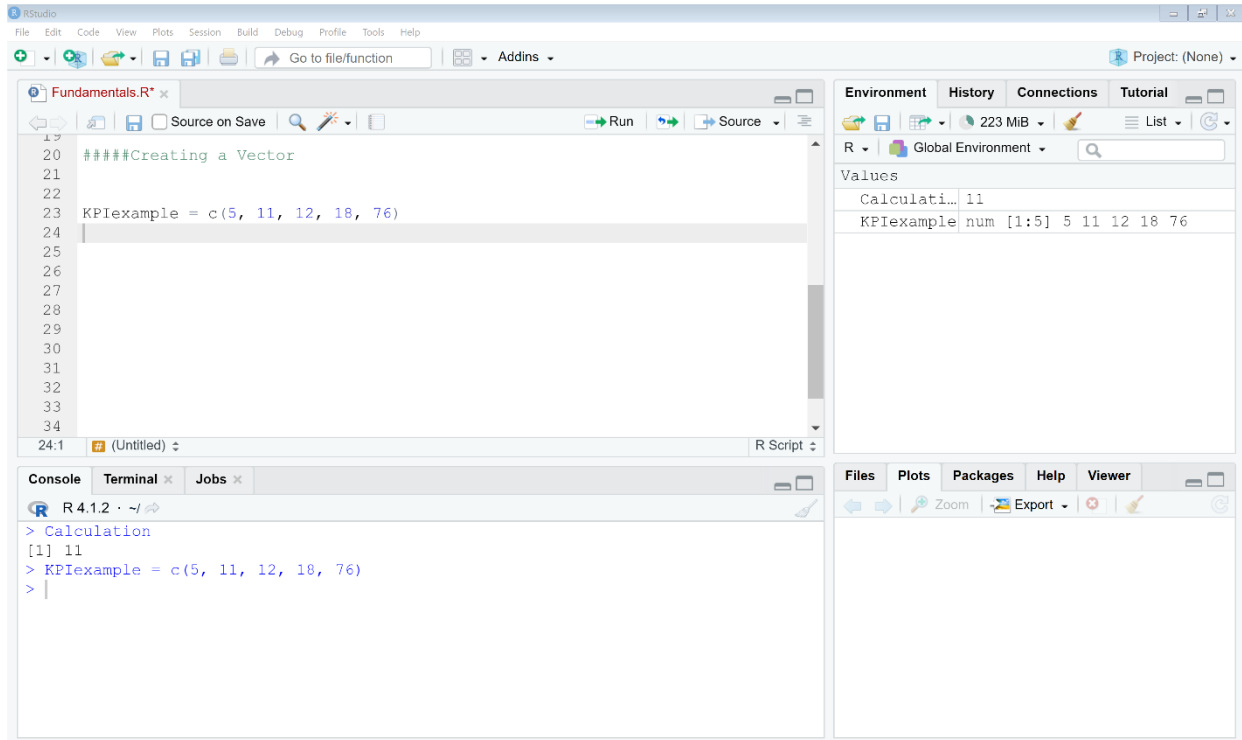 RStudio
File Edit Code View Plots Session Build Debug Profile Tools Help
Go to file/function Addins Project: (None)
Fundamentals.R*
Source on Save Run Source
19
20 #####Creating a Vector
21
22
23 KPIexample = c(5, 11, 12, 18, 76)
24
25
26
27
28
29
30
31
32
33
34
24:1 # (Untitled) R Script
Console Terminal Jobs
R 4.1.2 · ~/
> Calculation
[1] 11
> KPIexample = c(5, 11, 12, 18, 76)
>
Environment History Connections Tutorial
223 MiB List
R Global Environment
Values
Calculati… 11
KPIexample num [1:5] 5 11 12 18 76
Files Plots Packages Help Viewer
Zoom Export